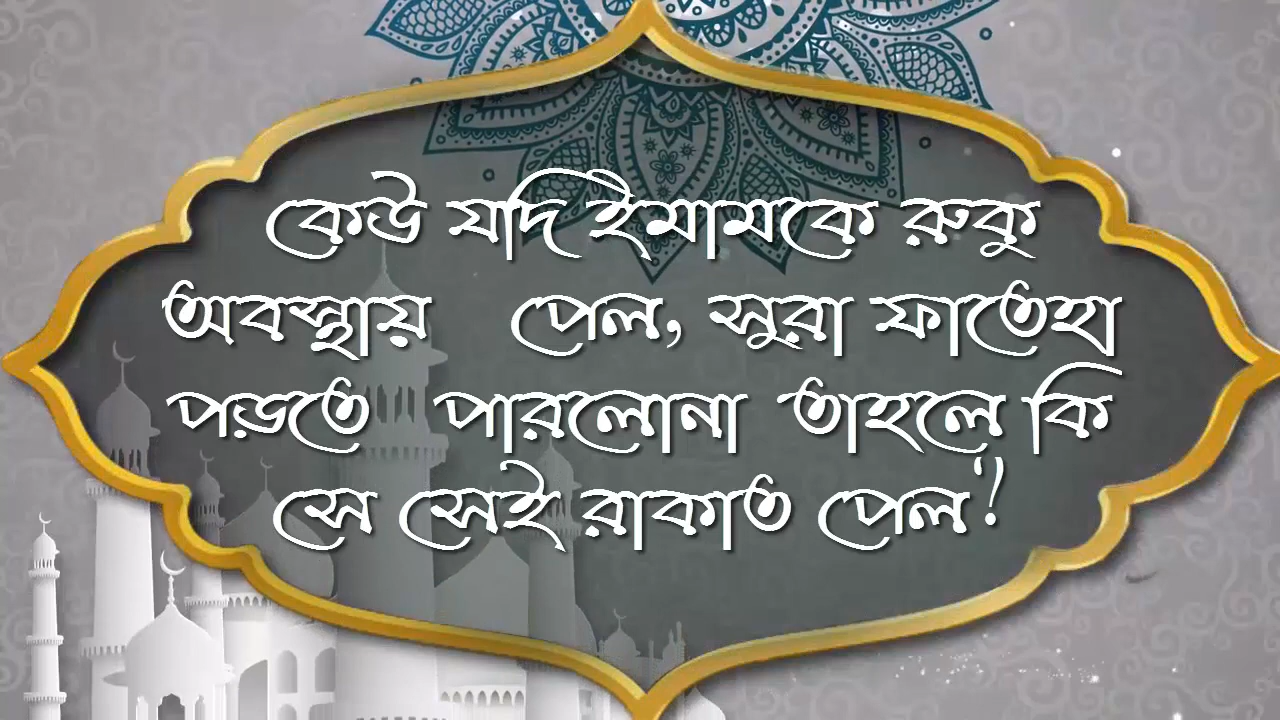 কেউ যদি ইমামকে রুকু
অবস্থায় পেল, সুরা ফাতেহা
পড়তে পারলোনা তাহলে কি
সে সেই রাকাত পেল?